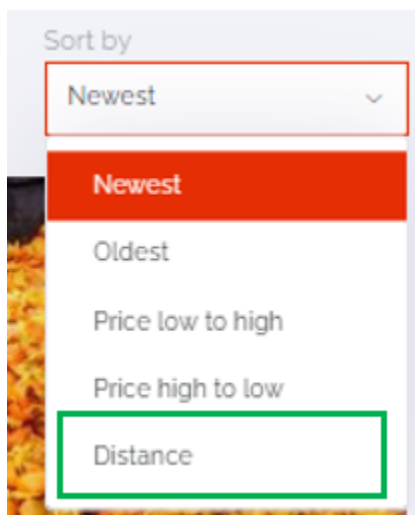 Sort by
Newest
Newest
Oldest
Price low to high
Price high to low
Distance